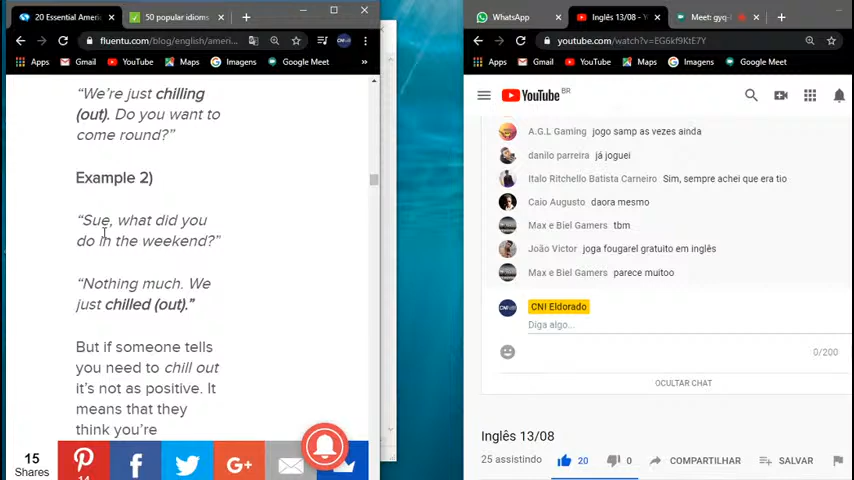 20 Essential Ameri
50 popular idioms
fluentu.com/blog/english/ameri...
Apps
Gmail
YouTube
Maps
Imagens
Google Meet
"We're just chilling
(out). Do you want to
come round?"
Example 2)
"Sue, what did you
do in the weekend?"
"Nothing much. We
just chilled (out)."
But if someone tells
you need to chill out
it's not as positive. It
means that they
think you're
15
Shares
14
WhatsApp
Inglês 13/08 -
Meet: gyq-
youtube.com/watch?v=EG6kf9KtE7Y
Apps
Gmail
YouTube
Maps
Imagens
Google Meet
YouTube BR
A.G.L Gaming jogo samp as vezes ainda
danilo parreira já joguei
Italo Ritchello Batista Carneiro Sim, sempre achei que era tio
Caio Augusto daora mesmo
Max e Biel Gamers tbm
João Victor joga fougarel gratuito em inglês
Max e Biel Gamers parece muitoo
CNI Eldorado
Diga algo...
0/200
OCULTAR CHAT
Inglês 13/08
25 assistindo
20
0
COMPARTILHAR
SALVAR